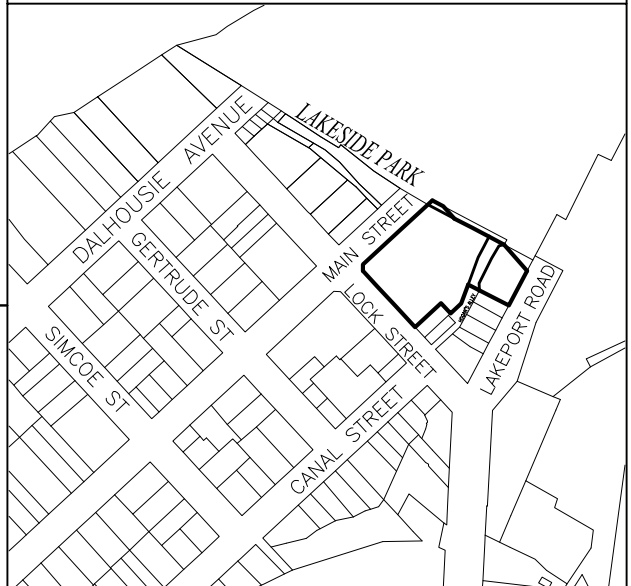 LAKESIDE PARK
DALHOUSIE AVENUE
GERTRUDE ST
MAIN STREET
LOCK STREET
LAKEPORT ROAD
SIMCOE ST
CANAL STREET